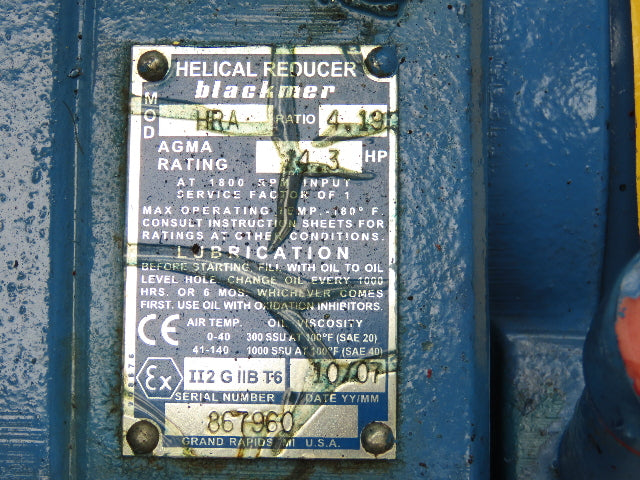 HELICAL REDUCER
blackmer
MOD HRA RATIO 4.19
AGMA
RATING 14.3 HP
AT 1800 RPM INPUT
SERVICE FACTOR OF 1
MAX OPERATING TEMP.-180° F.
CONSULT INSTRUCTION SHEETS FOR
RATINGS AT OTHER CONDITIONS.
LUBRICATION
BEFORE STARTING, FILL WITH OIL TO OIL
LEVEL HOLE. CHANGE OIL EVERY 1000
HRS. OR 6 MOS. WHICHEVER COMES
FIRST. USE OIL WITH OXIDATION INHIBITORS.
CE AIR TEMP. OIL VISCOSITY
0-40 300 SSU AT 100°F (SAE 20)
41-140 1000 SSU AT 100°F (SAE 40)
Ex II 2 G IIB T6 10/07
SERIAL NUMBER DATE YY/MM
867960
GRAND RAPIDS, MI U.S.A.